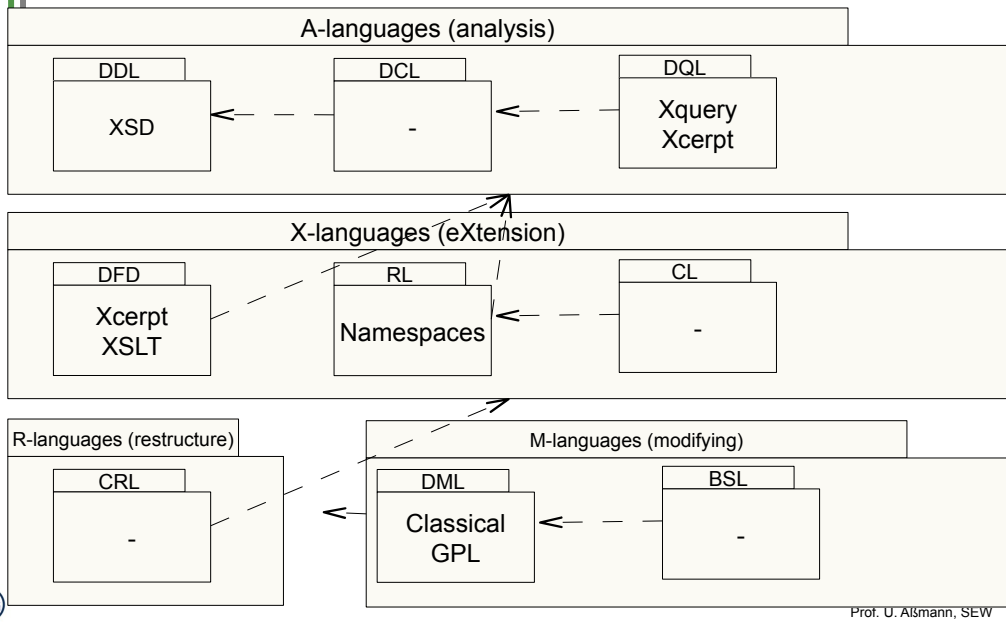 A-languages (analysis)
DDL
DCL
DQL
XSD
-
Xquery
Xcerpt
X-languages (eXtension)
DFD
RL
CL
Xcerpt
XSLT
Namespaces
-
R-languages (restructure)
M-languages (modifying)
CRL
DML
BSL
-
Classical
GPL
-
Prof. U. Aßmann, SEW